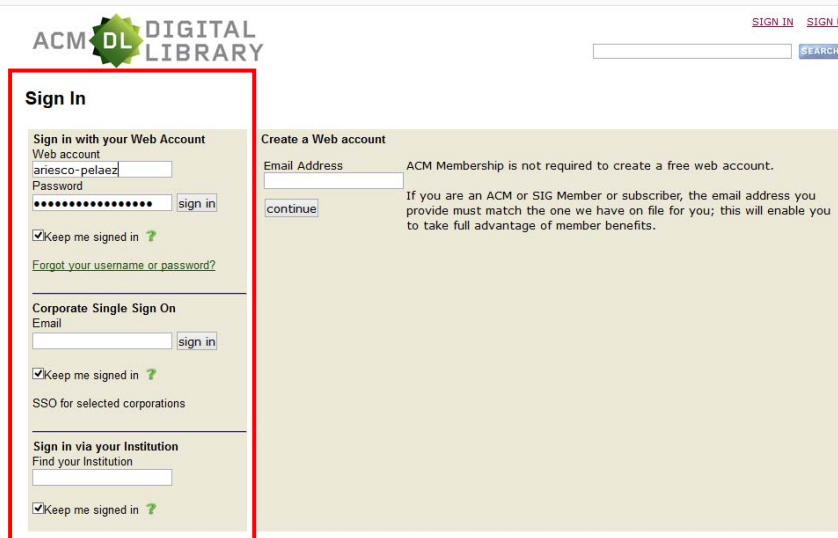 ACM DL DIGITAL
LIBRARY
SIGN IN SIGN
SEARCH
Sign In
Sign in with your Web Account
Web account
ariesco-pelaez
Password
•••••••••••••••• sign in
Keep me signed in ?
Forgot your username or password?
Corporate Single Sign On
Email
sign in
Keep me signed in ?
SSO for selected corporations
Sign in via your Institution
Find your Institution
Keep me signed in ?
Create a Web account
Email Address
continue
ACM Membership is not required to create a free web account.
If you are an ACM or SIG Member or subscriber, the email address you
provide must match the one we have on file for you; this will enable you
to take full advantage of member benefits.